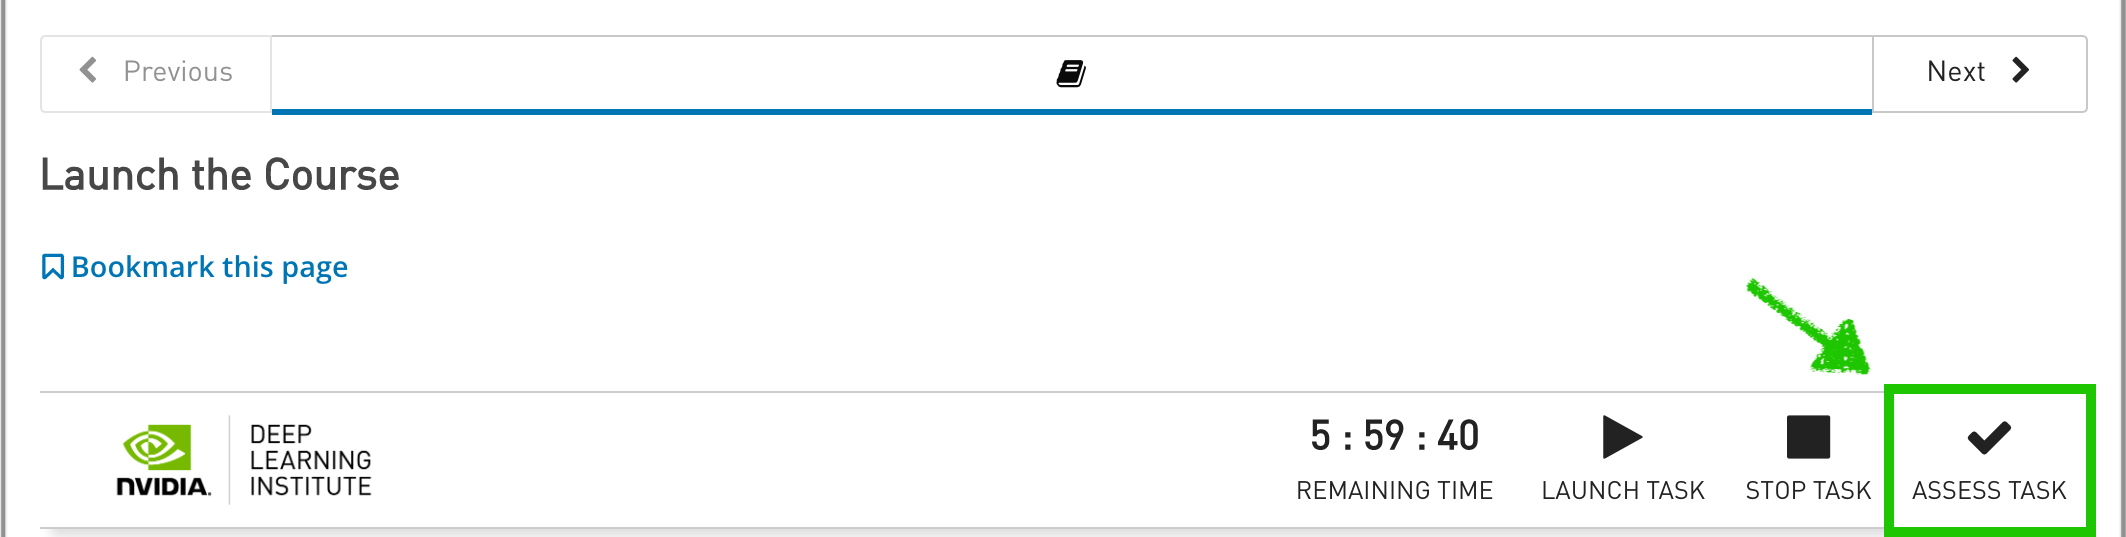 Previous
Next
Launch the Course
Bookmark this page
NVIDIA.
DEEP
LEARNING
INSTITUTE
5 : 59 : 40
REMAINING TIME
LAUNCH TASK
STOP TASK
ASSESS TASK